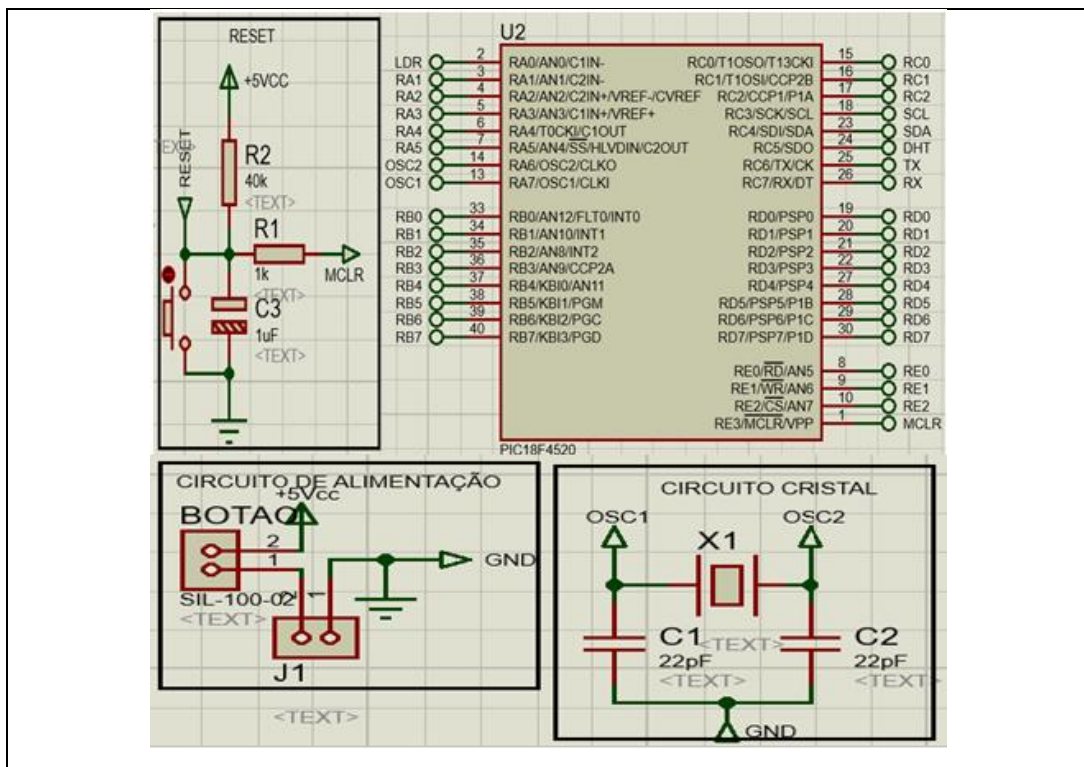 RESET
+5VCC
<TEXT>
RESET
R2
40k
<TEXT>
R1
1k
<TEXT>
MCLR
C3
1uF
<TEXT>
U2
LDR 2 RA0/AN0/C1IN- RC0/T1OSO/T13CKI 15 RC0
RA1 3 RA1/AN1/C2IN- RC1/T1OSI/CCP2B 16 RC1
RA2 4 RA2/AN2/C2IN+/VREF-/CVREF RC2/CCP1/P1A 17 RC2
RA3 5 RA3/AN3/C1IN+/VREF+ RC3/SCK/SCL 18 SCL
RA4 6 RA4/T0CKI/C1OUT RC4/SDI/SDA 23 SDA
RA5 7 RA5/AN4/SS/HLVDIN/C2OUT RC5/SDO 24 DHT
OSC2 14 RA6/OSC2/CLKO RC6/TX/CK 25 TX
OSC1 13 RA7/OSC1/CLKI RC7/RX/DT 26 RX
RB0 33 RB0/AN12/FLT0/INT0 RD0/PSP0 19 RD0
RB1 34 RB1/AN10/INT1 RD1/PSP1 20 RD1
RB2 35 RB2/AN8/INT2 RD2/PSP2 21 RD2
RB3 36 RB3/AN9/CCP2A RD3/PSP3 22 RD3
RB4 37 RB4/KBI0/AN11 RD4/PSP4 27 RD4
RB5 38 RB5/KBI1/PGM RD5/PSP5/P1B 28 RD5
RB6 39 RB6/KBI2/PGC RD6/PSP6/P1C 29 RD6
RB7 40 RB7/KBI3/PGD RD7/PSP7/P1D 30 RD7
RE0/RD/AN5 8 RE0
RE1/WR/AN6 9 RE1
RE2/CS/AN7 10 RE2
RE3/MCLR/VPP 1 MCLR
PIC18F4520
CIRCUITO DE ALIMENTAÇÃO
+5Vcc
BOTAO
2
1
GND
SIL-100-02
<TEXT>
2 1
J1
<TEXT>
CIRCUITO CRISTAL
OSC1 OSC2
X1
C1 <TEXT> C2
22pF 22pF
<TEXT> <TEXT>
GND